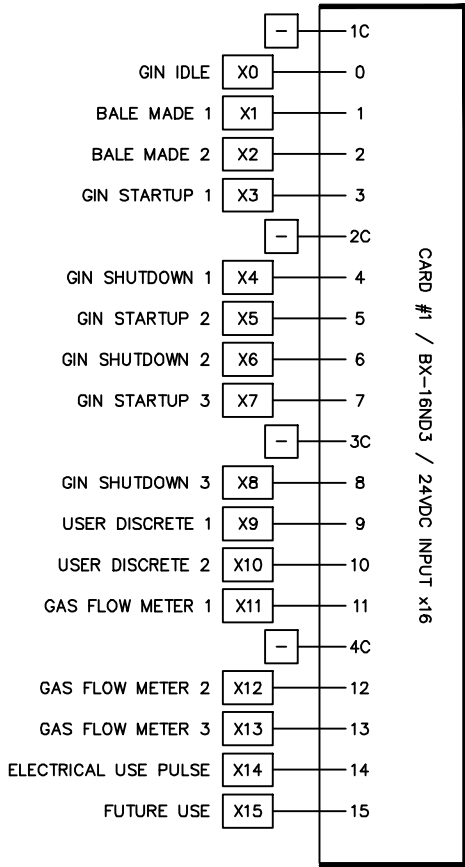 - 1C
GIN IDLE X0 0
BALE MADE 1 X1 1
BALE MADE 2 X2 2
GIN STARTUP 1 X3 3
- 2C
GIN SHUTDOWN 1 X4 4
GIN STARTUP 2 X5 5
GIN SHUTDOWN 2 X6 6
GIN STARTUP 3 X7 7
- 3C
GIN SHUTDOWN 3 X8 8
USER DISCRETE 1 X9 9
USER DISCRETE 2 X10 10
GAS FLOW METER 1 X11 11
- 4C
GAS FLOW METER 2 X12 12
GAS FLOW METER 3 X13 13
ELECTRICAL USE PULSE X14 14
FUTURE USE X15 15
CARD #1 / BX-16ND3 / 24VDC INPUT x16